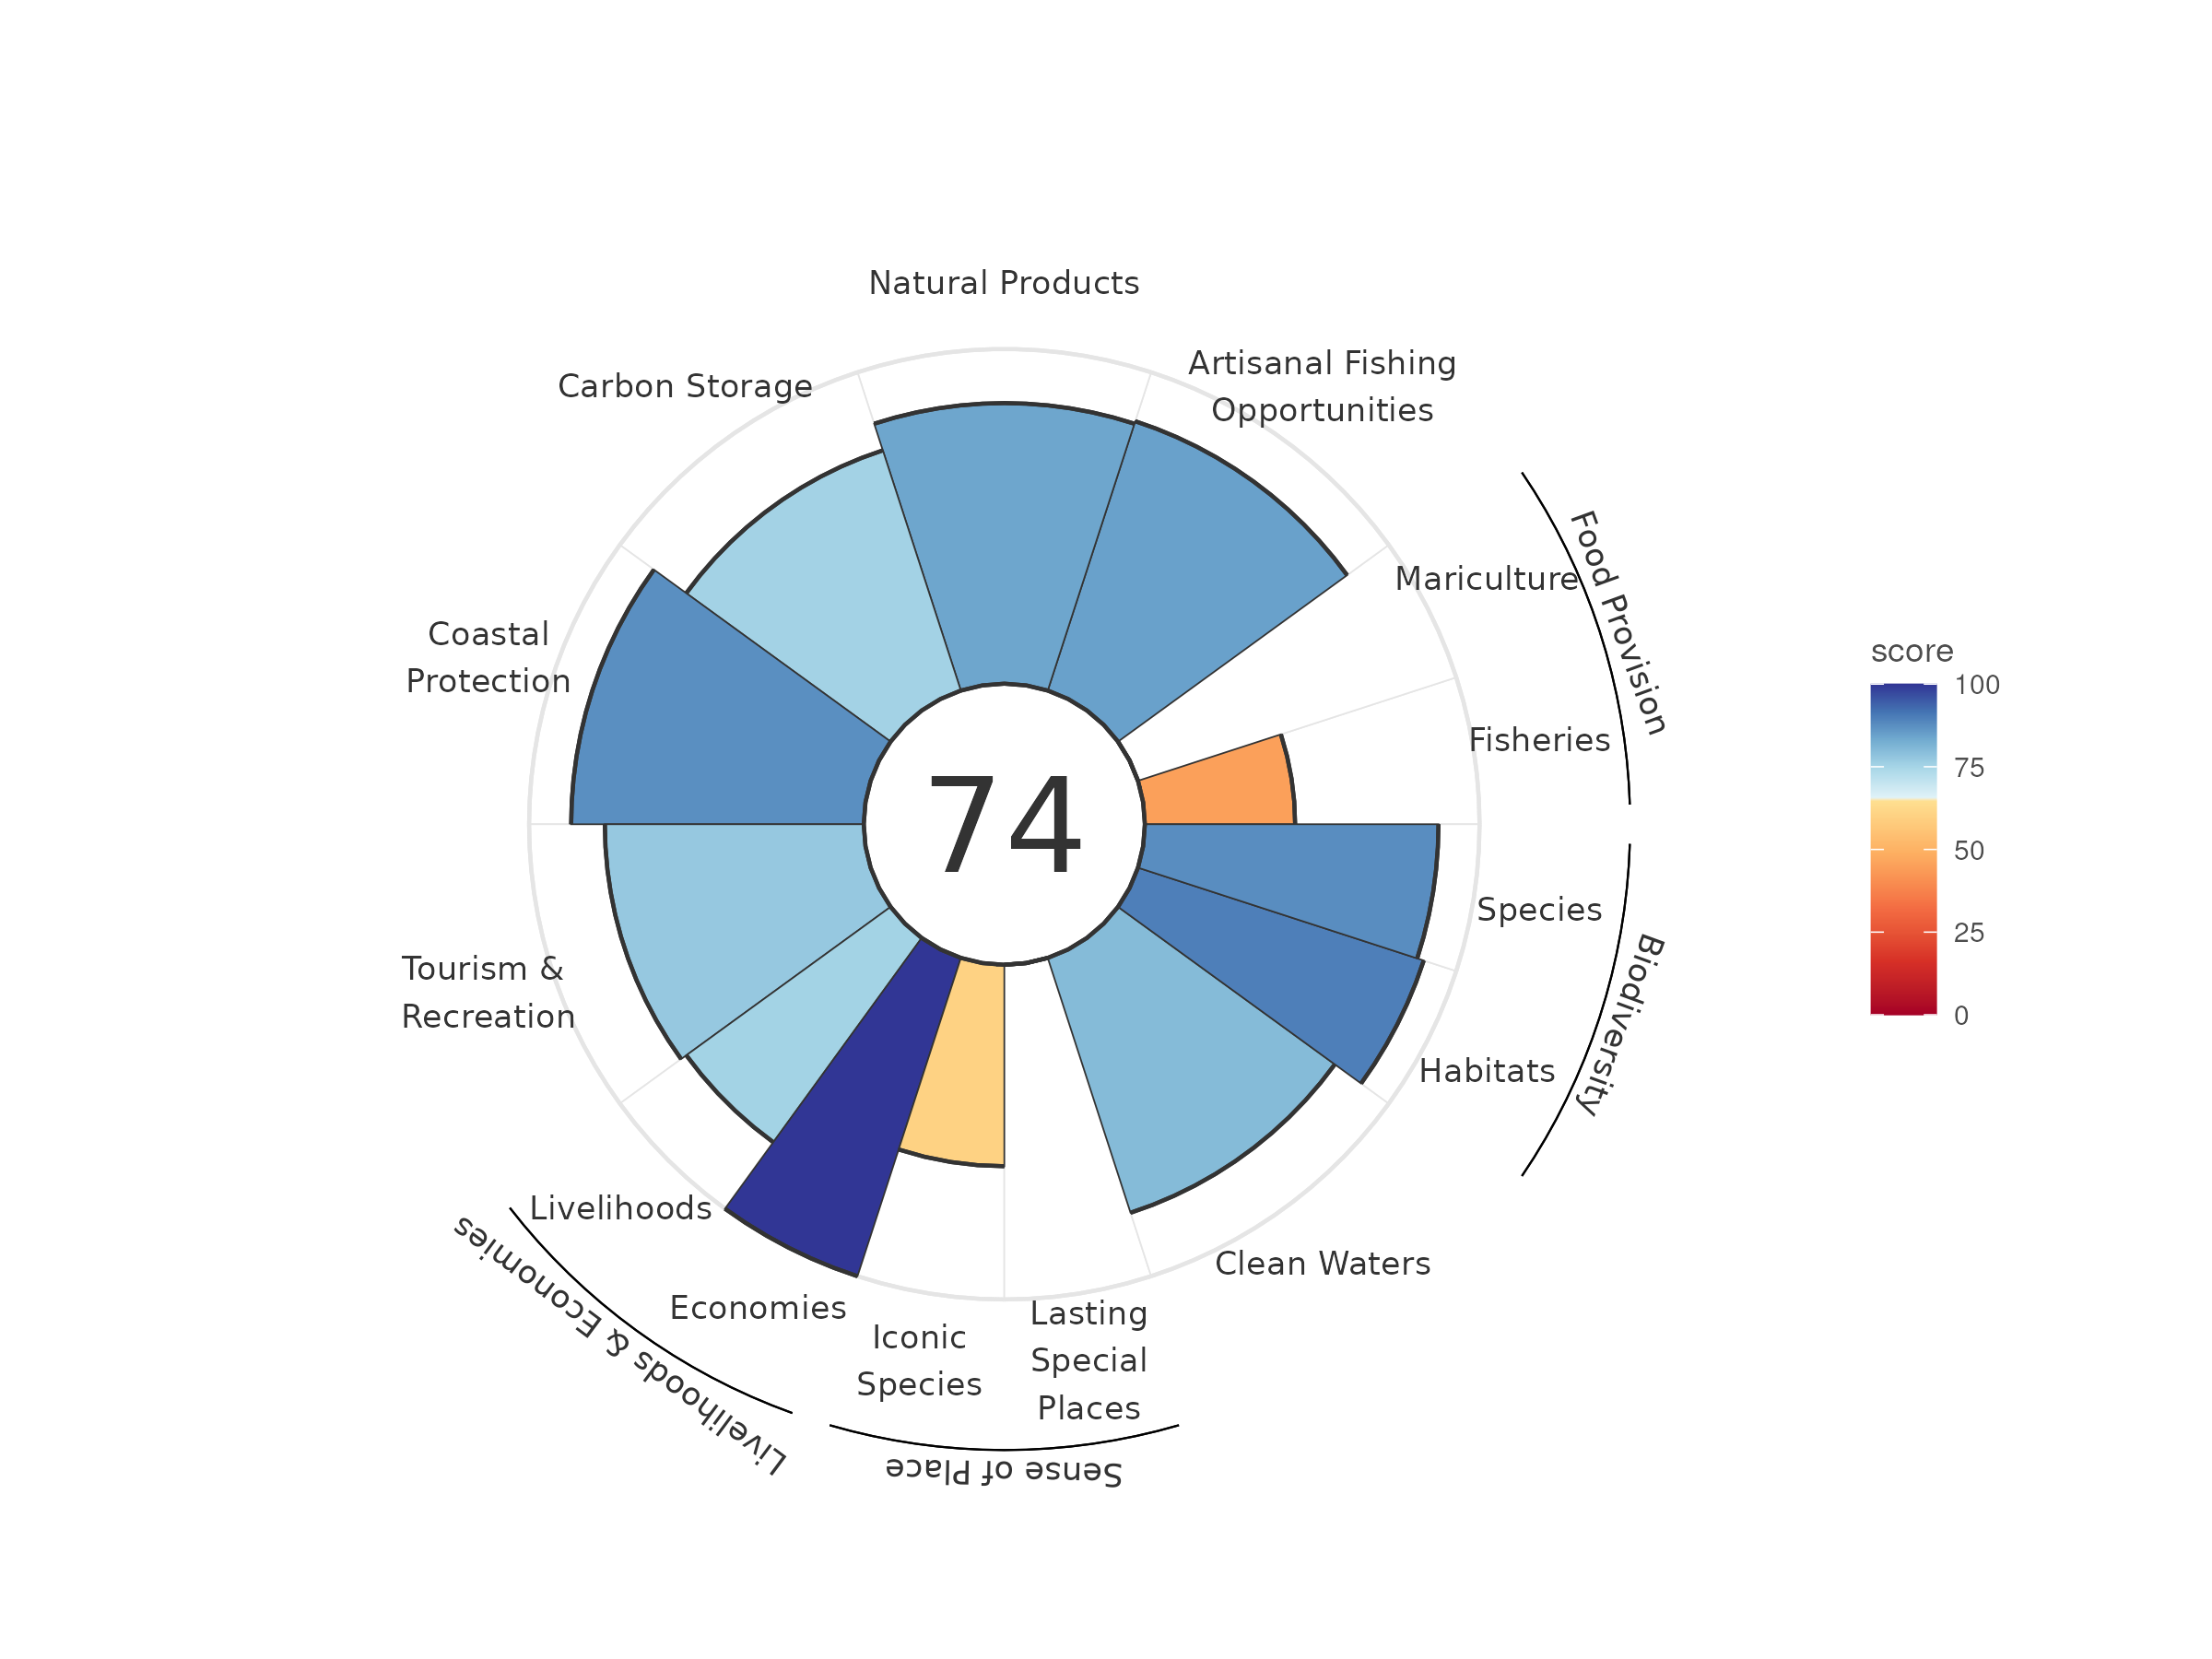 Natural Products
Artisanal Fishing
Opportunities
Carbon Storage
Food Provision
Mariculture
Coastal
Protection
Fisheries
74
Species
Biodiversity
Tourism &
Recreation
Habitats
Livelihoods
Livelihoods & Economies
Clean Waters
Economies
Iconic
Species
Lasting
Special
Places
Sense of Place
score
100
75
50
25
0